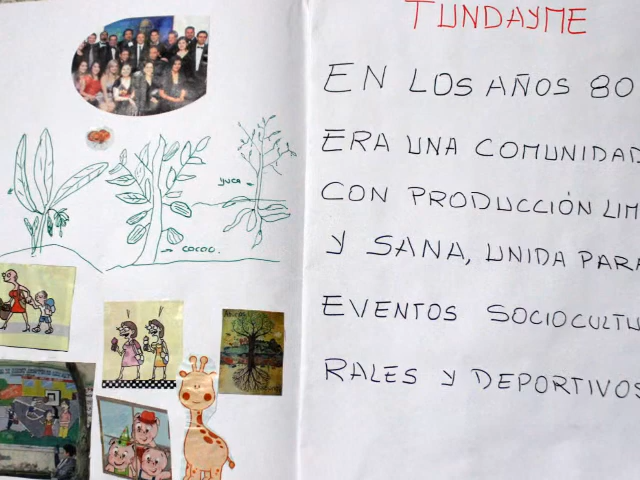 TUNDAYME
EN LOS AÑOS 80
ERA UNA COMUNIDAD
CON PRODUCCIÓN LIM
Y SANA, UNIDA PARA
EVENTOS SOCIOCULTU
RALES Y DEPORTIVOS
YUCA
CACAO.